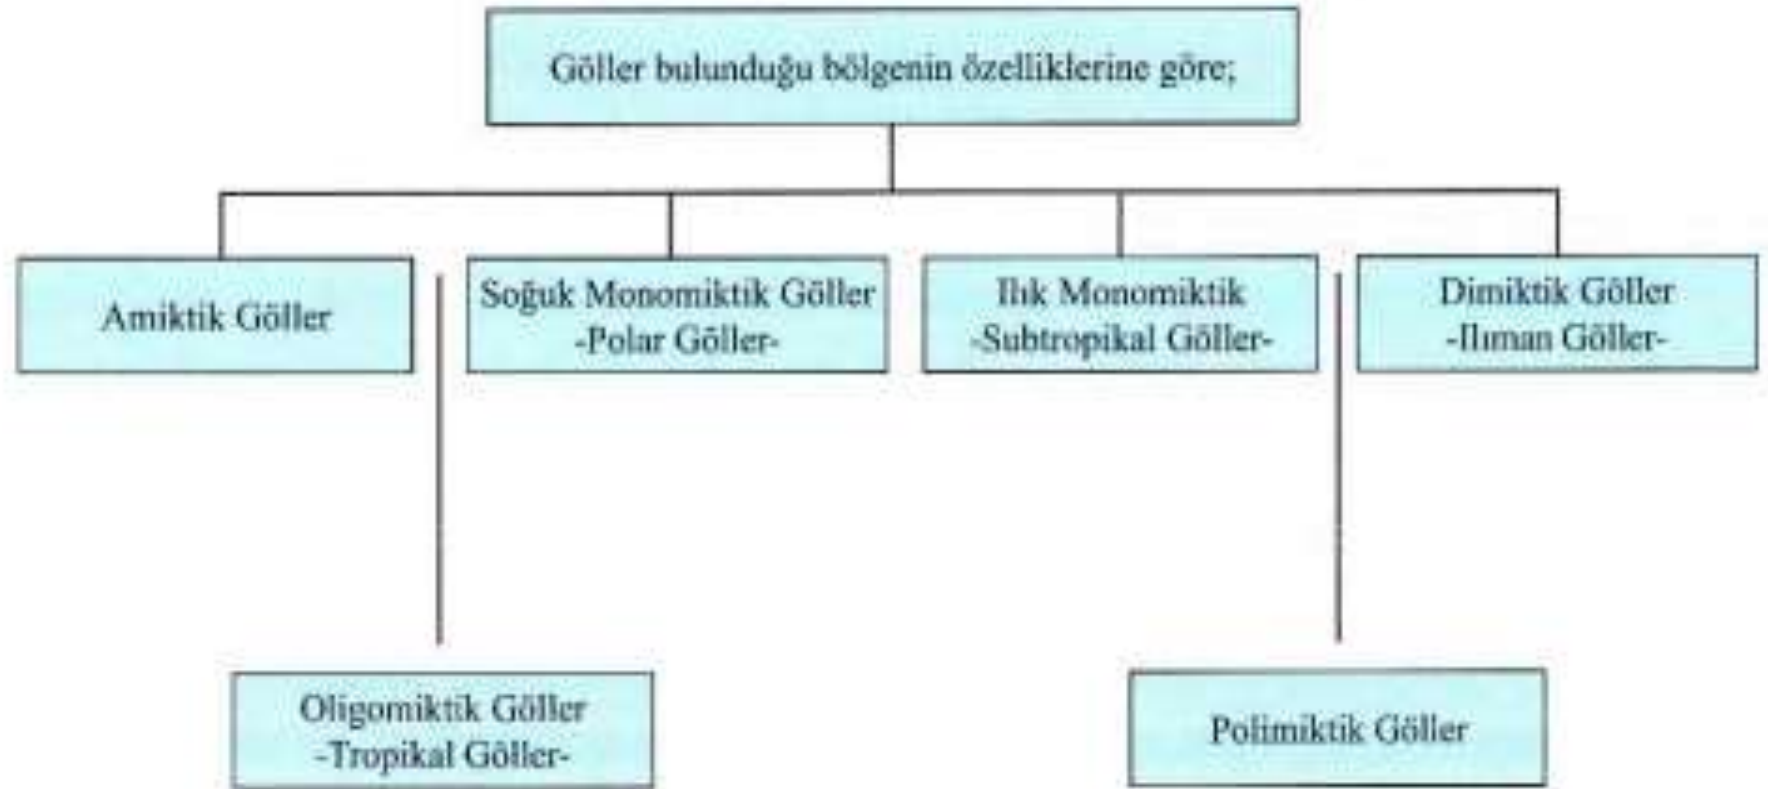 Göller bulunduğu bölgenin özelliklerine göre;
Amiktik Göller
Soğuk Monomiktik Göller
-Polar Göller-
Ilık Monomiktik
-Subtropikal Göller-
Dimiktik Göller
-Ilıman Göller-
Oligomiktik Göller
-Tropikal Göller-
Polimiktik Göller